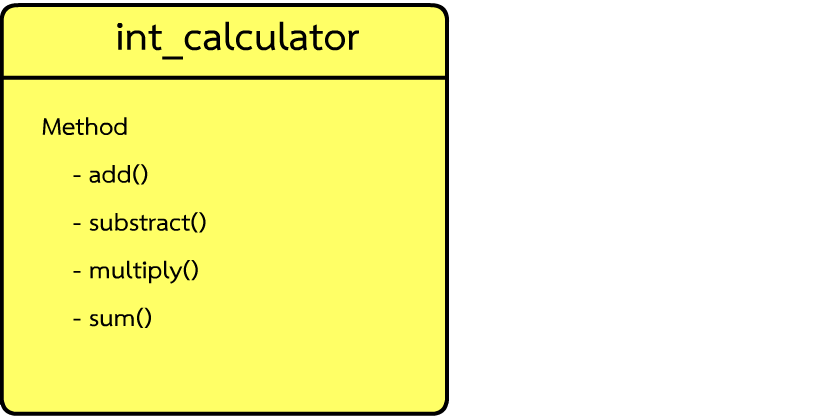 int_calculator
Method
- add()
- substract()
- multiply()
- sum()